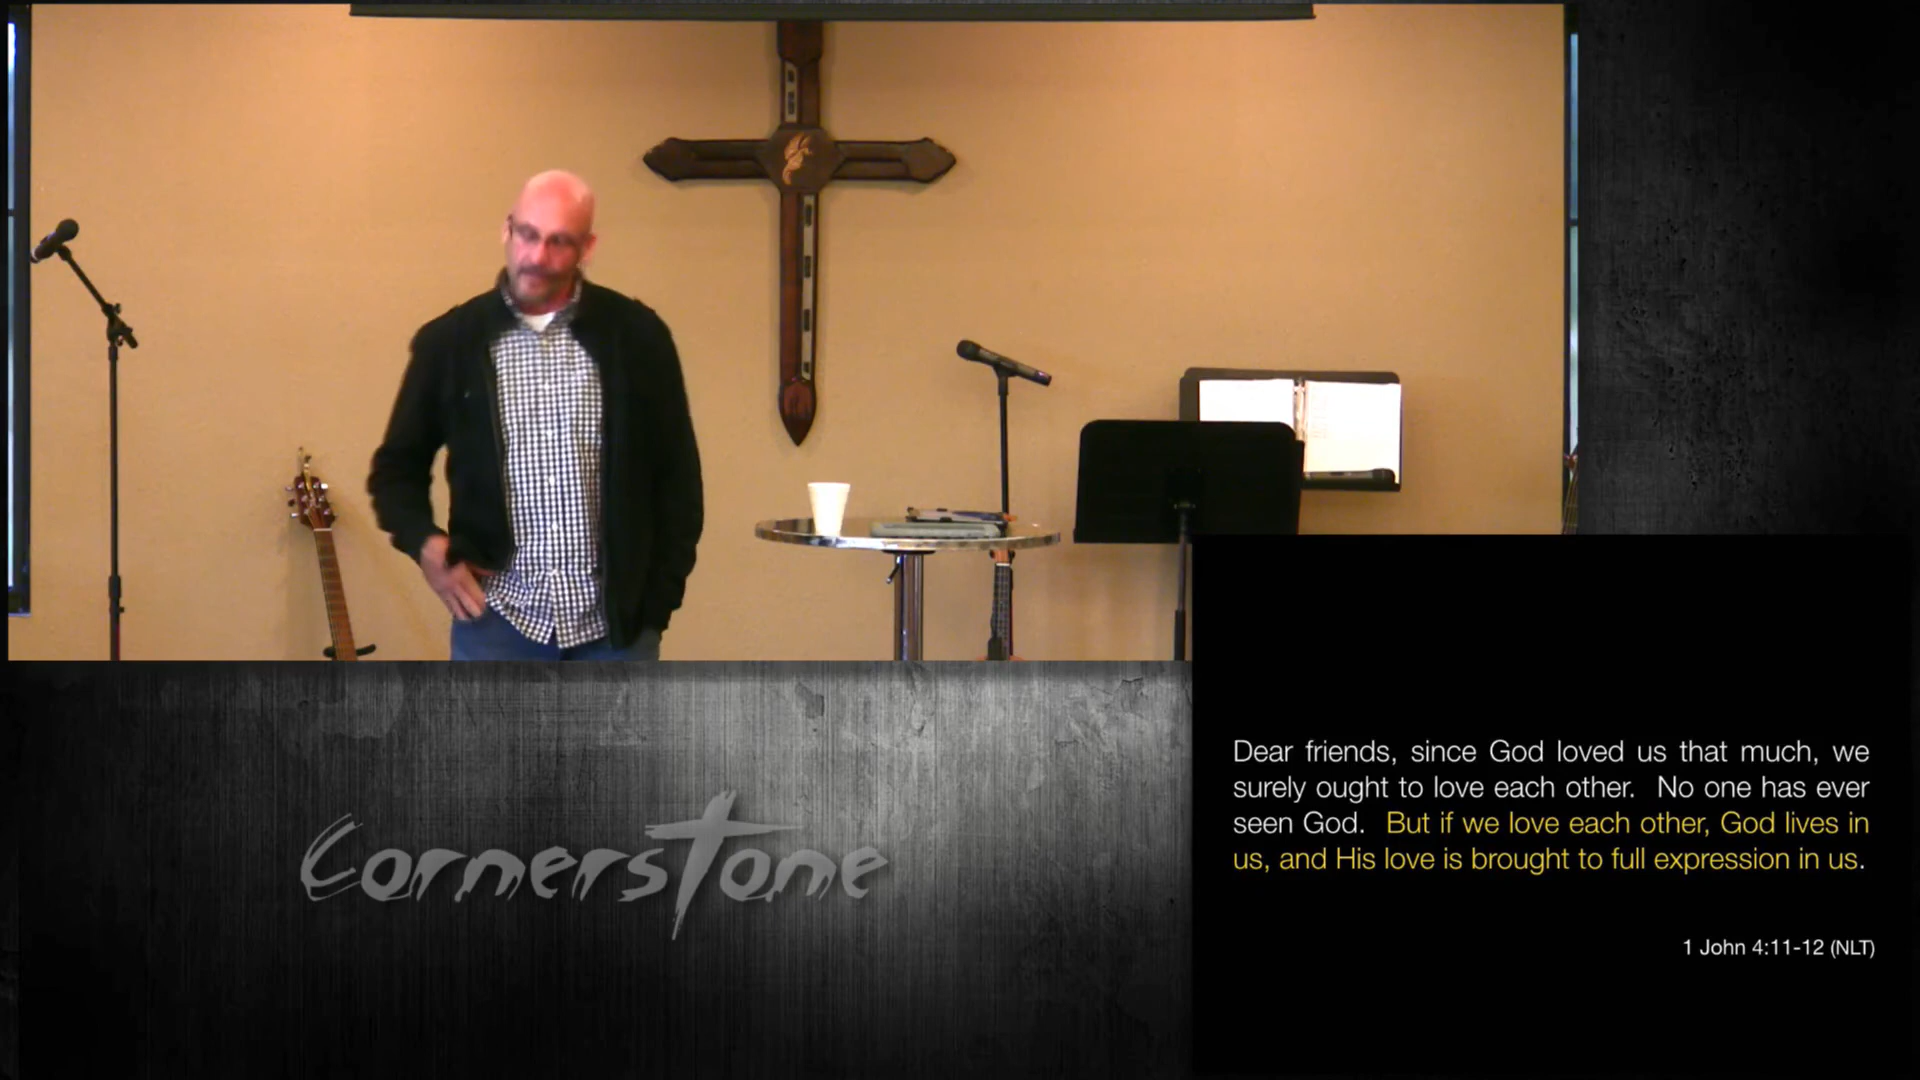 Cornerstone
Dear friends, since God loved us that much, we
surely ought to love each other.  No one has ever
seen God.  But if we love each other, God lives in
us, and His love is brought to full expression in us.
1 John 4:11-12 (NLT)